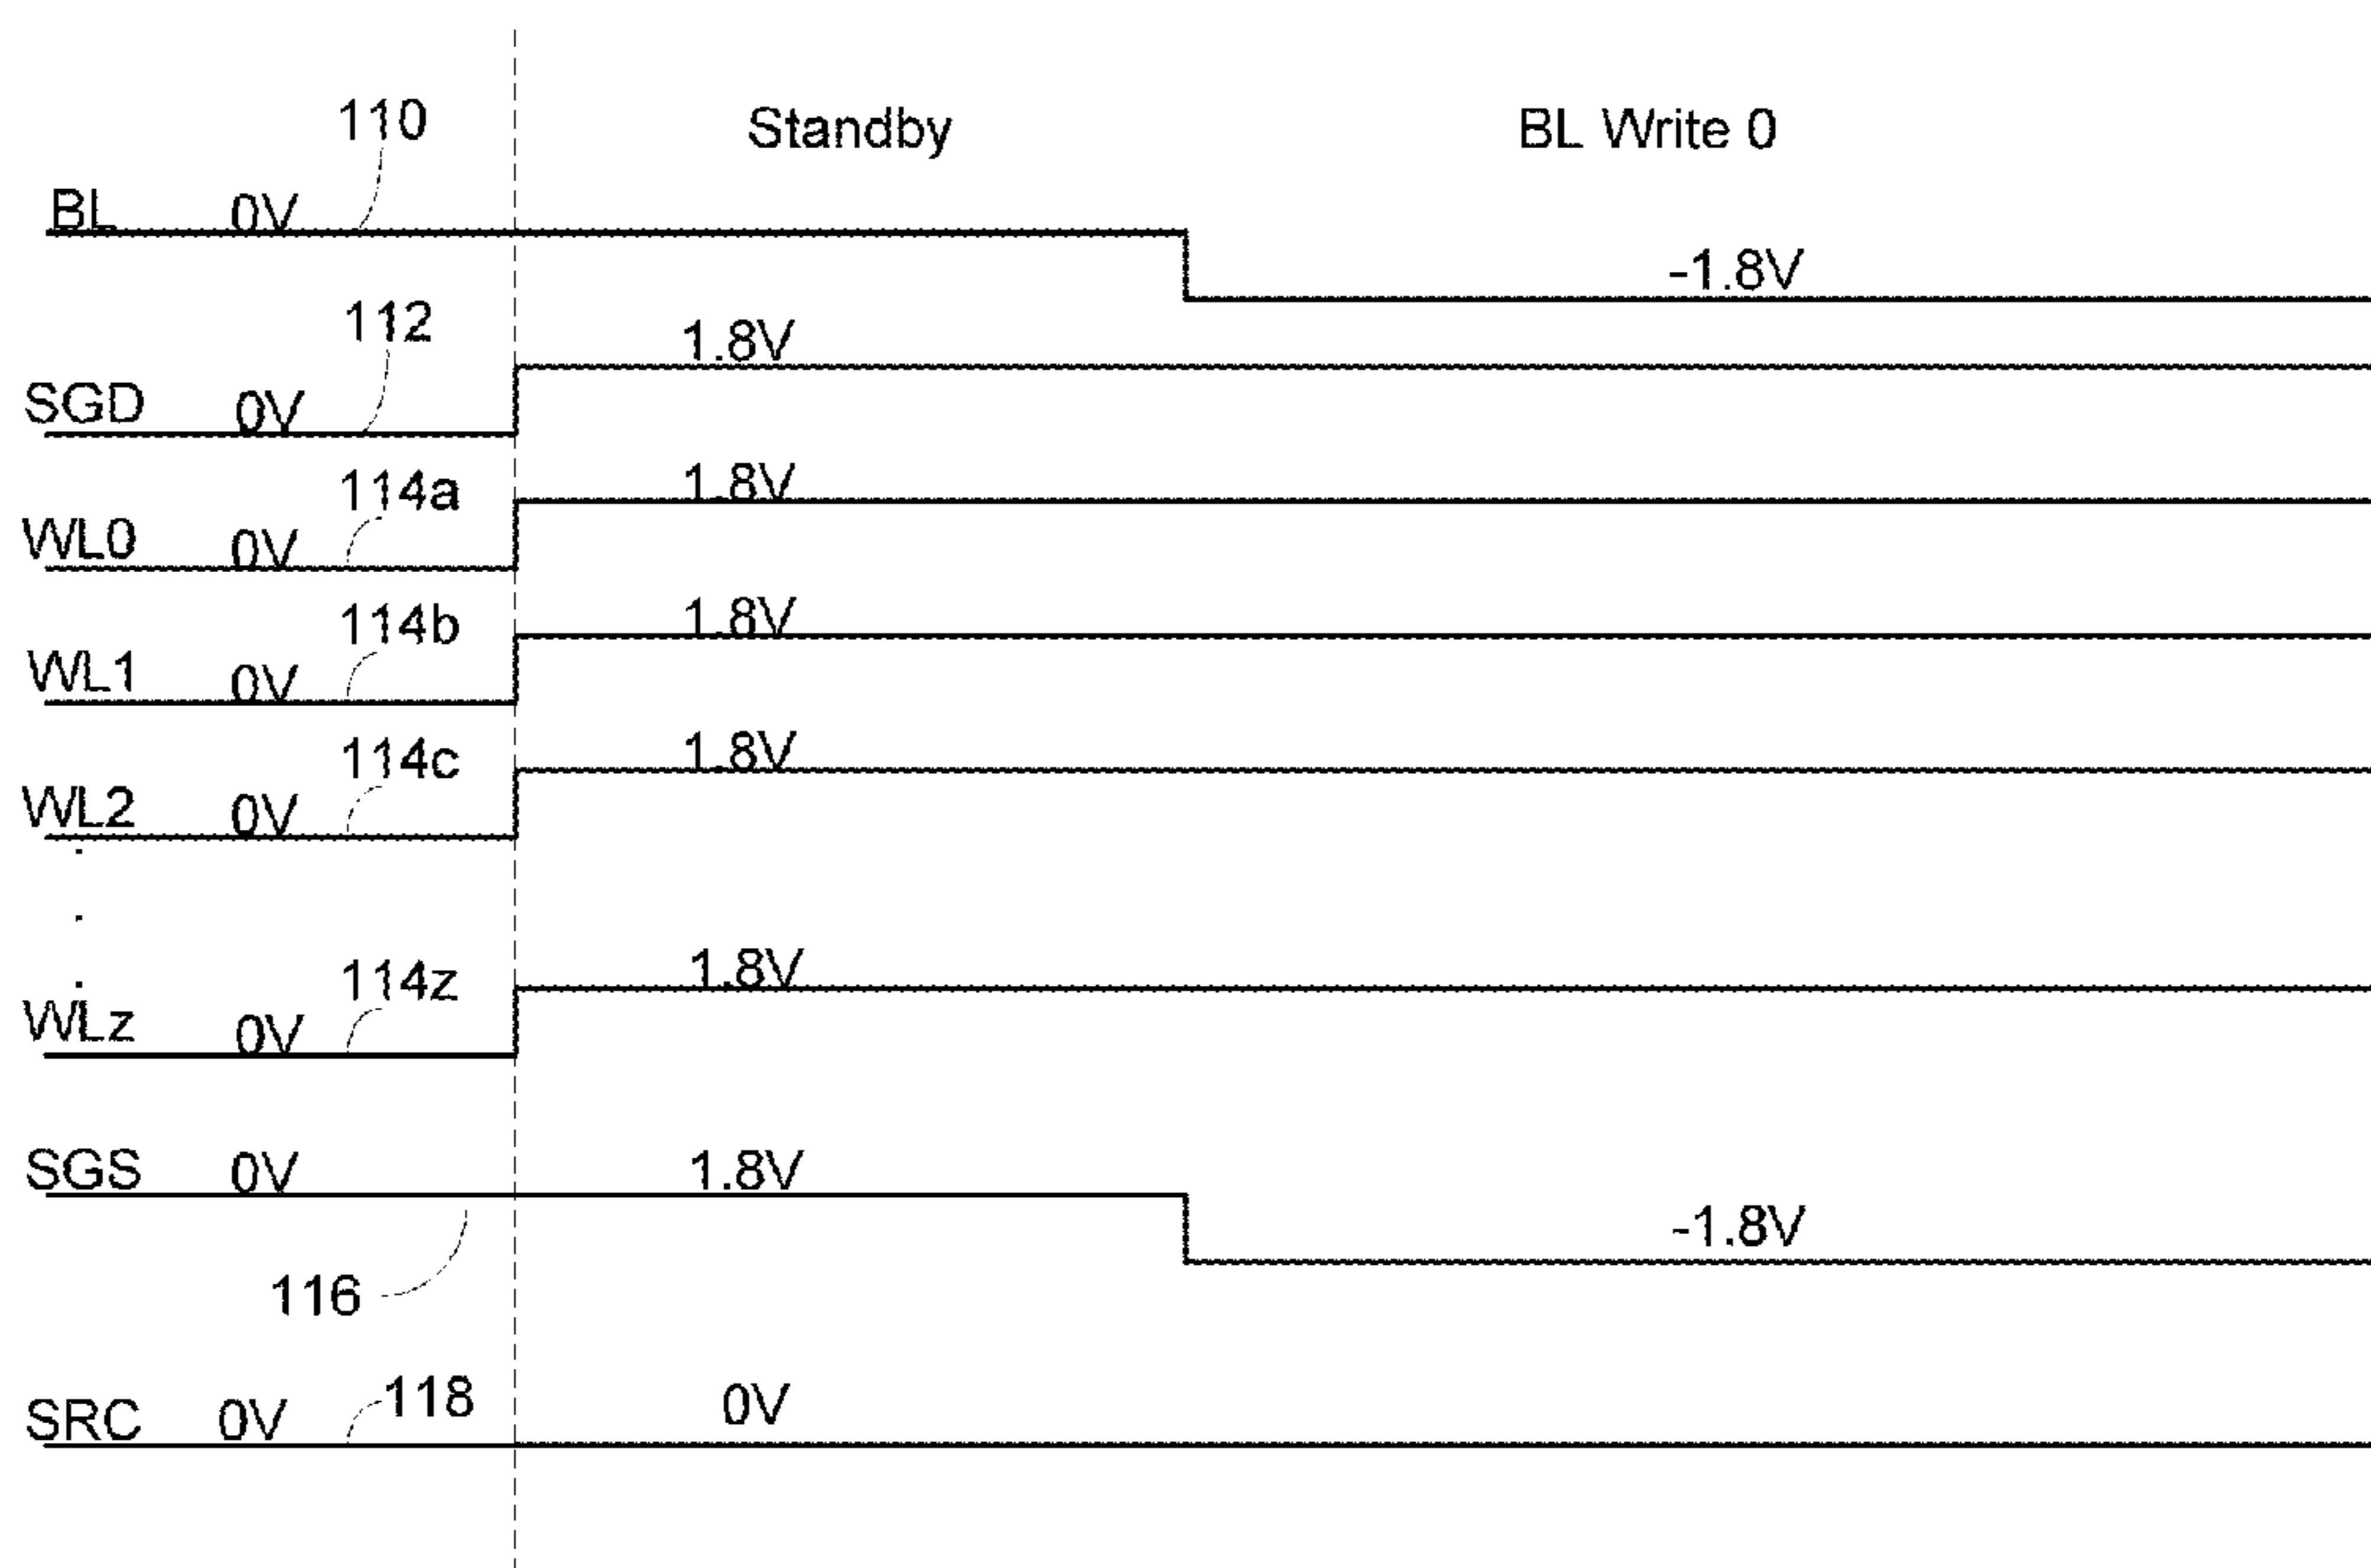 110 Standby BL Write 0
BL 0V
-1.8V
112 1.8V
SGD 0V
114a 1.8V
WL0 0V
114b 1.8V
WL1 0V
114c 1.8V
WL2 0V
.
.
.
114z 1.8V
WLz 0V
SGS 0V 1.8V
-1.8V
116
118 0V
SRC 0V